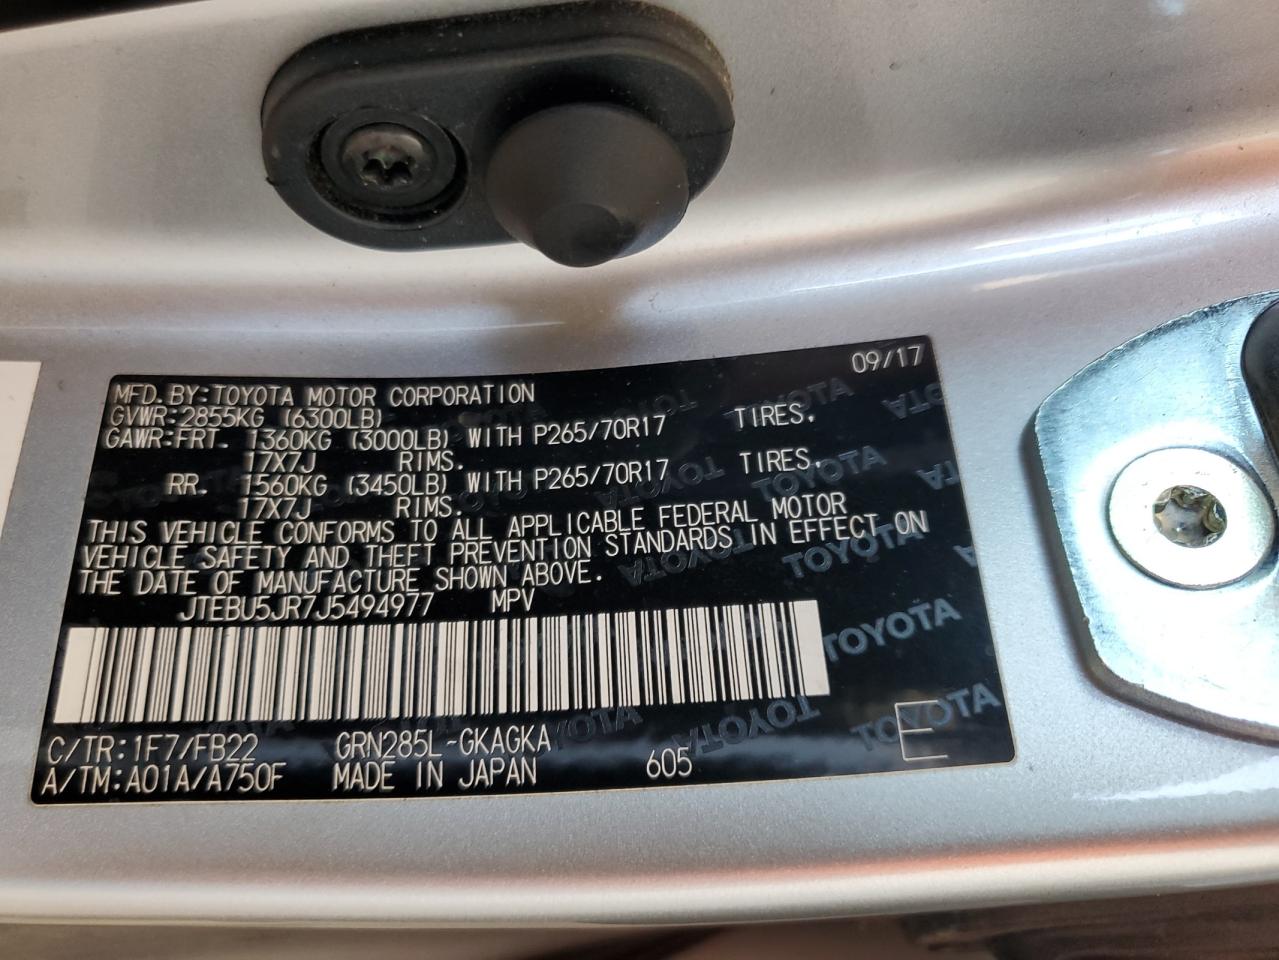 09/17
MFD. BY: TOYOTA MOTOR CORPORATION
GVWR: 2855KG (6300LB)
GAWR: FRT. 1360KG (3000LB) WITH P265/70R17 TIRES.
17X7J RIMS.
RR. 1560KG (3450LB) WITH P265/70R17 TIRES.
17X7J RIMS.
THIS VEHICLE CONFORMS TO ALL APPLICABLE FEDERAL MOTOR
VEHICLE SAFETY AND THEFT PREVENTION STANDARDS IN EFFECT ON
THE DATE OF MANUFACTURE SHOWN ABOVE.
JTEBU5JR7J5494977 MPV
C/TR: 1F7/FB22 GRN285L-GKAGKA
A/TM: A01A/A750F MADE IN JAPAN 605 E